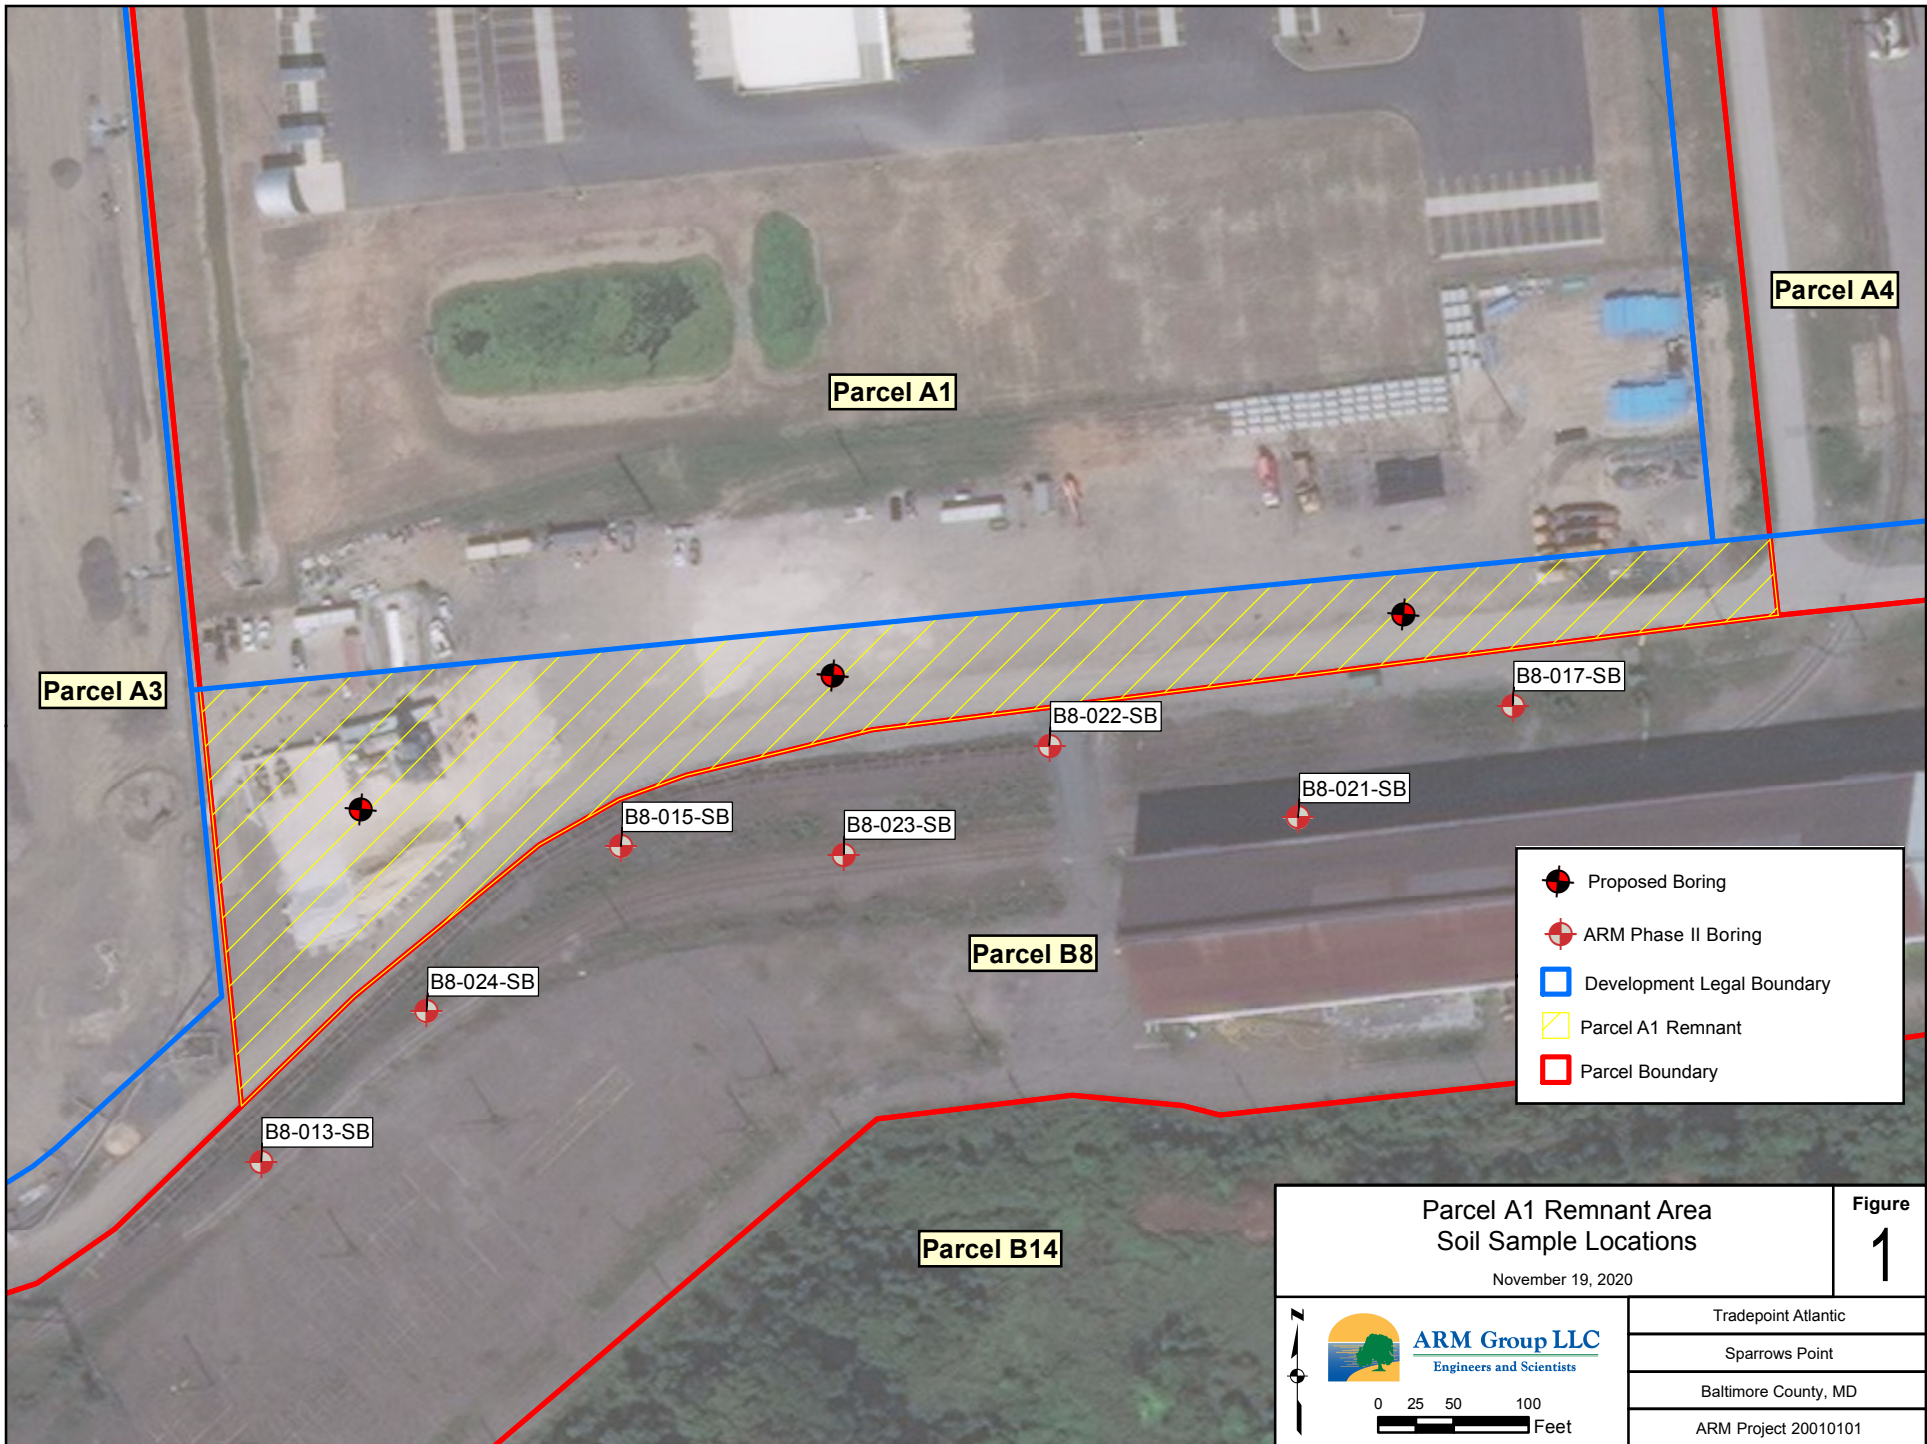 Parcel A4
Parcel A1
Parcel A3
B8-017-SB
B8-022-SB
B8-021-SB
B8-015-SB
B8-023-SB
Proposed Boring
ARM Phase II Boring
Parcel B8
B8-024-SB
Development Legal Boundary
Parcel A1 Remnant
Parcel Boundary
B8-013-SB
Parcel B14
Parcel A1 Remnant Area
Soil Sample Locations
November 19, 2020
Figure
1
N
ARM Group LLC
Engineers and Scientists
0 25 50 100
Feet
Tradepoint Atlantic
Sparrows Point
Baltimore County, MD
ARM Project 20010101